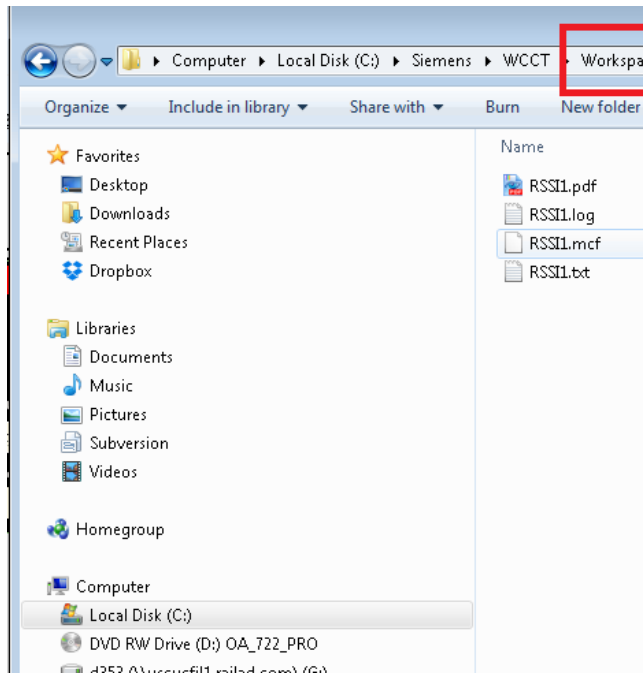 Computer Local Disk (C:) Siemens WCCT Workspa
Organize Include in library Share with Burn New folder
Name
RSSI1.pdf
RSSI1.log
RSSI1.mcf
RSSI1.txt
Favorites
Desktop
Downloads
Recent Places
Dropbox
Libraries
Documents
Music
Pictures
Subversion
Videos
Homegroup
Computer
Local Disk (C:)
DVD RW Drive (D:) OA_722_PRO